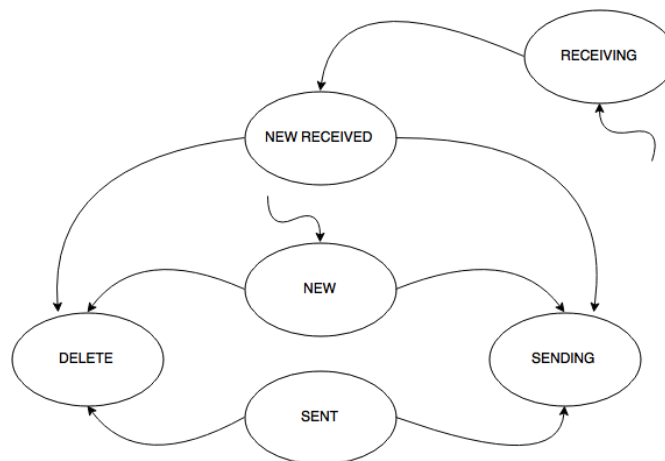 RECEIVING
NEW RECEIVED
NEW
DELETE
SENDING
SENT